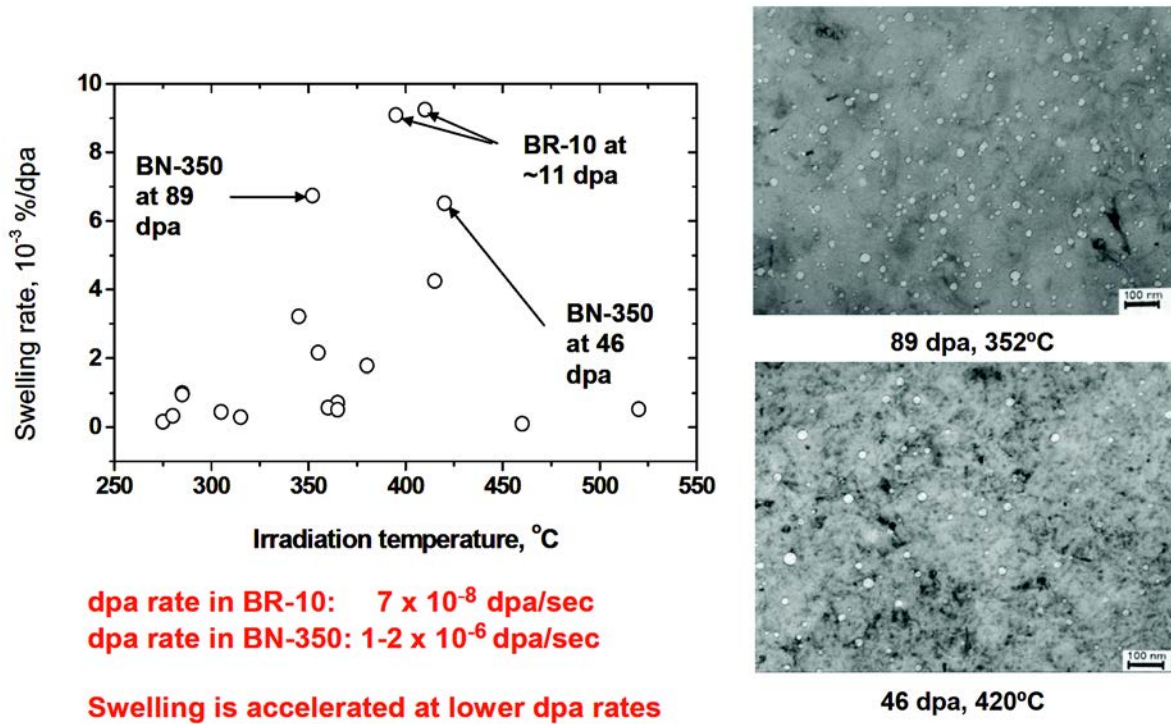 10
8
6
4
2
0
Swelling rate, 10⁻³ %/dpa
BN-350
at 89
dpa
BR-10 at
~11 dpa
BN-350
at 46
dpa
250 300 350 400 450 500 550
Irradiation temperature, °C
dpa rate in BR-10: 7 x 10⁻⁸ dpa/sec
dpa rate in BN-350: 1-2 x 10⁻⁶ dpa/sec
Swelling is accelerated at lower dpa rates
100 nm
89 dpa, 352ºC
100 nm
46 dpa, 420ºC